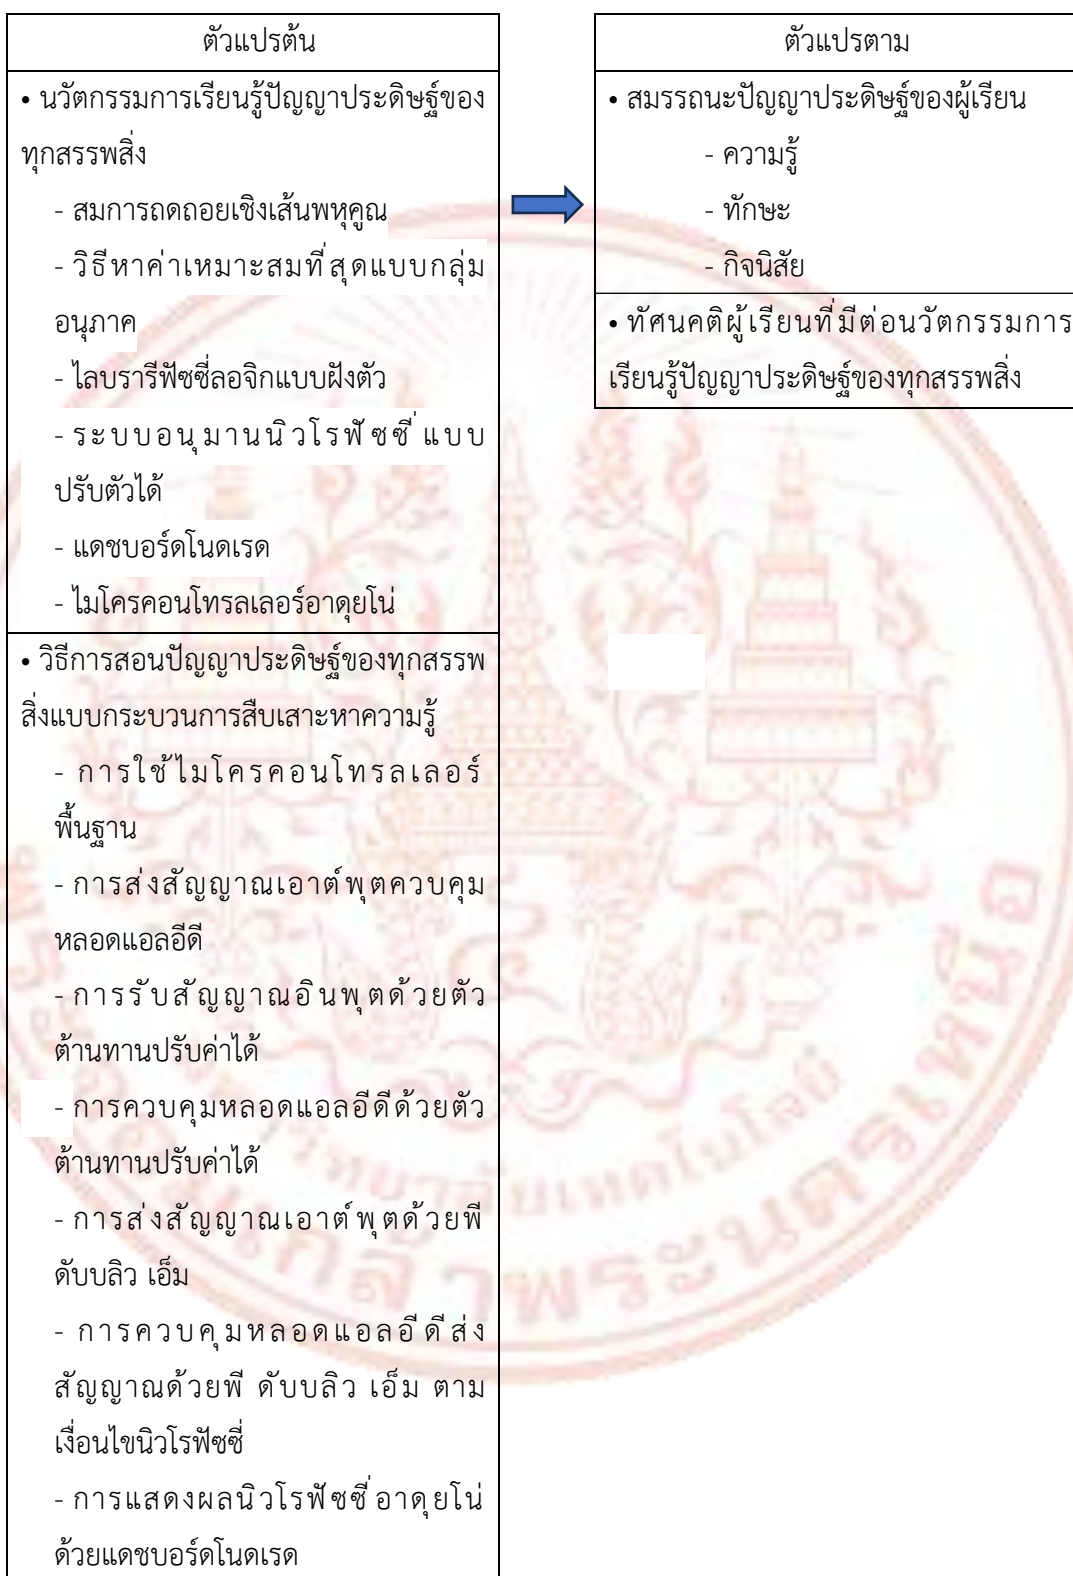 ตัวแปรต้น
• นวัตกรรมการเรียนรู้ปัญญาประดิษฐ์ของ
ทุกสรรพสิ่ง
- สมการถดถอยเชิงเส้นพหุคูณ
- วิธีหาค่าเหมาะสมที่สุดแบบกลุ่ม
อนุภาค
- ไลบรารีฟัซซี่ลอจิกแบบฝังตัว
- ระบบอนุมานนิวโรฟัซซี่แบบ
ปรับตัวได้
- แดชบอร์ดโนดเรด
- ไมโครคอนโทรลเลอร์อาดุยโน่
• วิธีการสอนปัญญาประดิษฐ์ของทุกสรรพ
สิ่งแบบกระบวนการสืบเสาะหาความรู้
- การใช้ไมโครคอนโทรลเลอร์
พื้นฐาน
- การส่งสัญญาณเอาต์พุตควบคุม
หลอดแอลอีดี
- การรับสัญญาณอินพุตด้วยตัว
ต้านทานปรับค่าได้
- การควบคุมหลอดแอลอีดีด้วยตัว
ต้านทานปรับค่าได้
- การส่งสัญญาณเอาต์พุตด้วยพี
ดับบลิว เอ็ม
- การควบคุมหลอดแอลอีดีส่ง
สัญญาณด้วยพี ดับบลิว เอ็ม ตาม
เงื่อนไขนิวโรฟัซซี่
- การแสดงผลนิวโรฟัซซี่อาดุยโน่
ด้วยแดชบอร์ดโนดเรด
ตัวแปรตาม
• สมรรถนะปัญญาประดิษฐ์ของผู้เรียน
- ความรู้
- ทักษะ
- กิจนิสัย
• ทัศนคติผู้เรียนที่มีต่อนวัตกรรมการ
เรียนรู้ปัญญาประดิษฐ์ของทุกสรรพสิ่ง